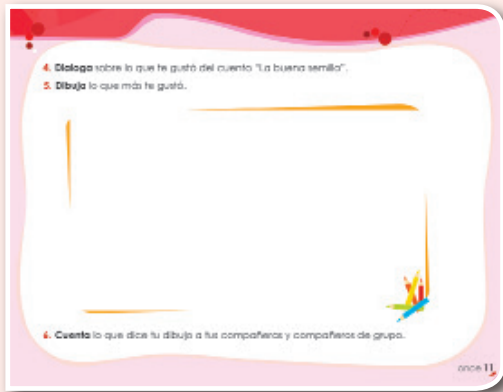 4. Dialoga sobre lo que te gustó del cuento "La buena semilla".
5. Dibuja lo que más te gustó.
6. Cuenta lo que dice tu dibujo a tus compañeras y compañeros de grupo.
once 11